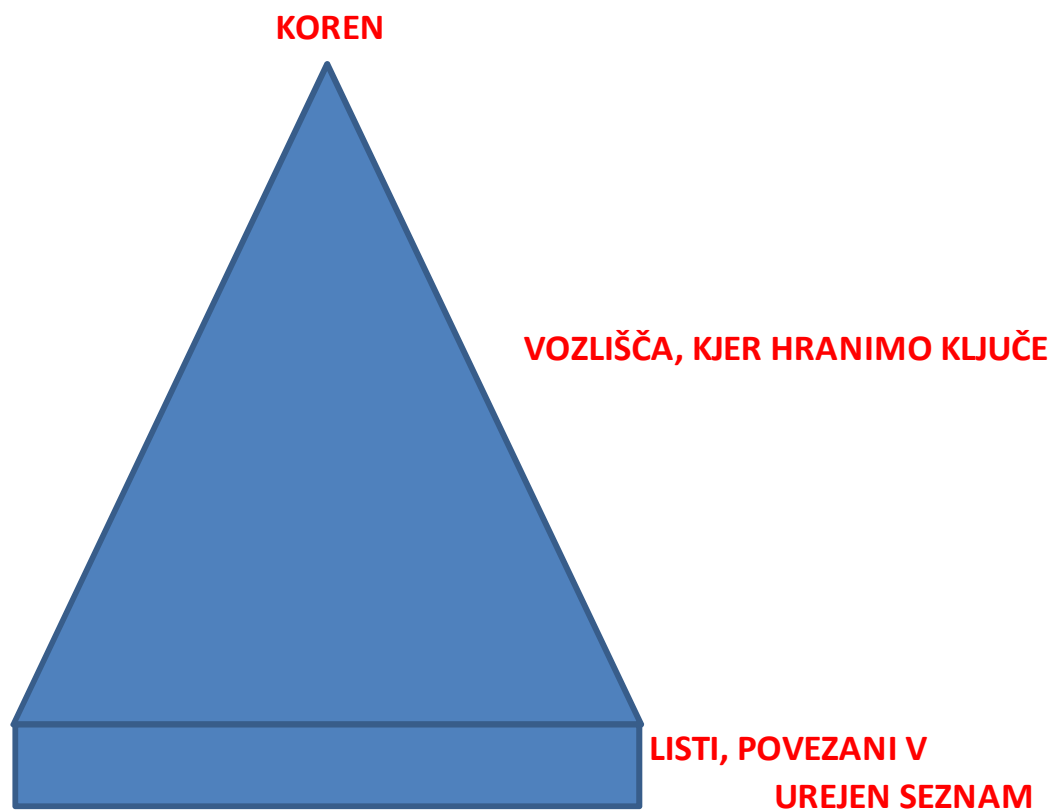 KOREN
VOZLIŠČA, KJER HRANIMO KLJUČE
LISTI, POVEZANI V
UREJEN SEZNAM